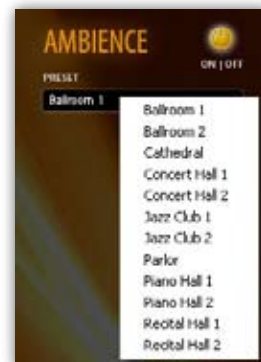 AMBIENCE
ON | OFF
PRESET
Ballroom 1
Ballroom 1
Ballroom 2
Cathedral
Concert Hall 1
Concert Hall 2
Jazz Club 1
Jazz Club 2
Parlor
Piano Hall 1
Piano Hall 2
Recital Hall 1
Recital Hall 2